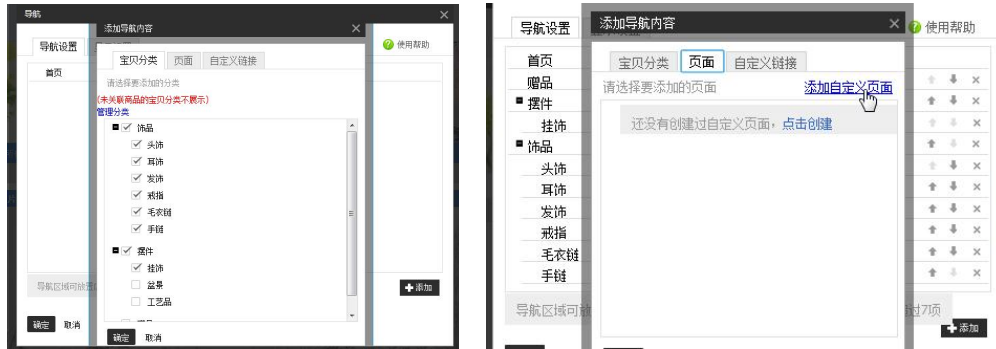 导航
添加导航内容
导航设置
使用帮助
宝贝分类 页面 自定义链接
首页
请选择要添加的分类
(未关联商品的宝贝分类不展示)
管理分类
饰品
头饰
耳饰
发饰
戒指
毛衣链
手链
摆件
挂饰
盆景
工艺品
导航区域可放置
添加
确定 取消
确定 取消
导航设置
添加导航内容
使用帮助
首页
宝贝分类 页面 自定义链接
赠品
请选择要添加的页面 添加自定义页面
摆件
还没有创建过自定义页面，点击创建
挂饰
饰品
头饰
耳饰
发饰
戒指
毛衣链
手链
导航区域可放
过7项
添加